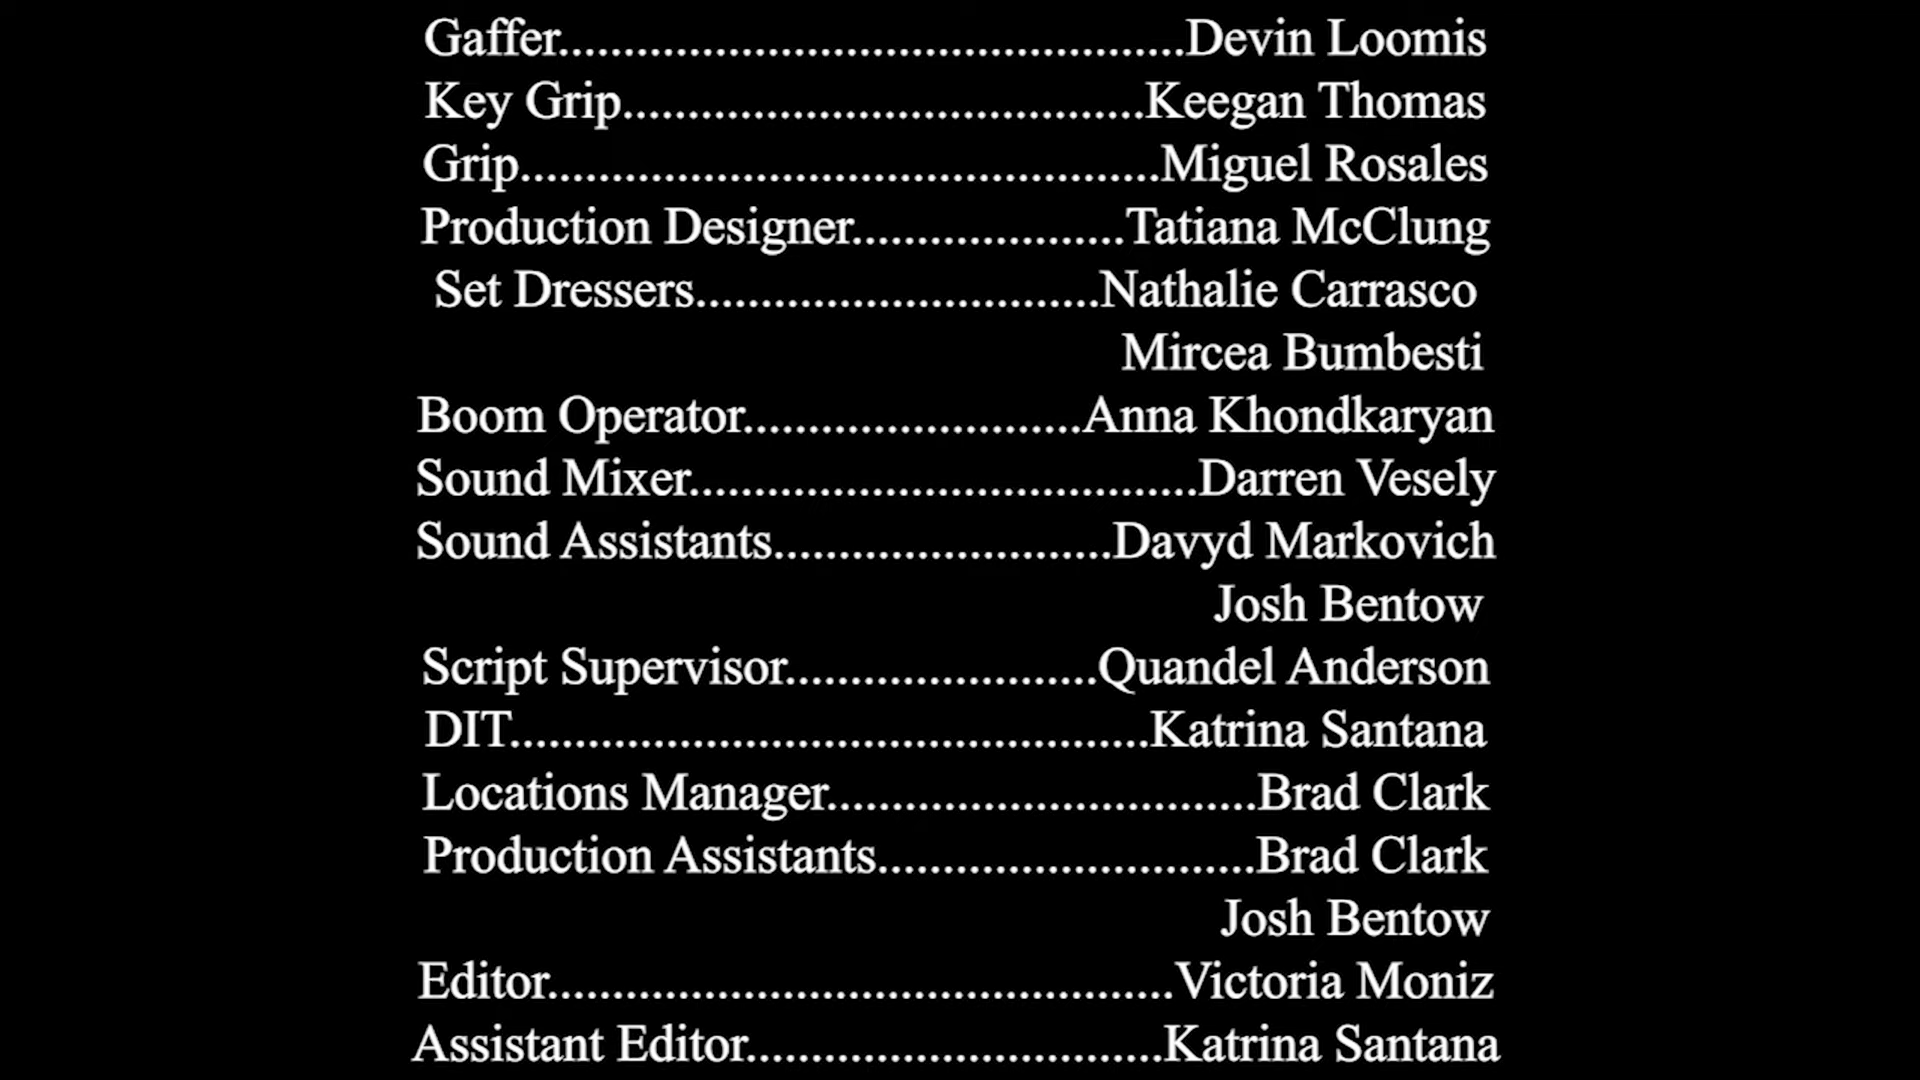 Gaffer................................................Devin Loomis
Key Grip........................................Keegan Thomas
Grip.................................................Miguel Rosales
Production Designer.....................Tatiana McClung
Set Dressers...............................Nathalie Carrasco
Mircea Bumbesti
Boom Operator..........................Anna Khondkaryan
Sound Mixer.......................................Darren Vesely
Sound Assistants..........................Davyd Markovich
Josh Bentow
Script Supervisor........................Quandel Anderson
DIT.................................................Katrina Santana
Locations Manager.................................Brad Clark
Production Assistants.............................Brad Clark
Josh Bentow
Editor................................................Victoria Moniz
Assistant Editor................................Katrina Santana